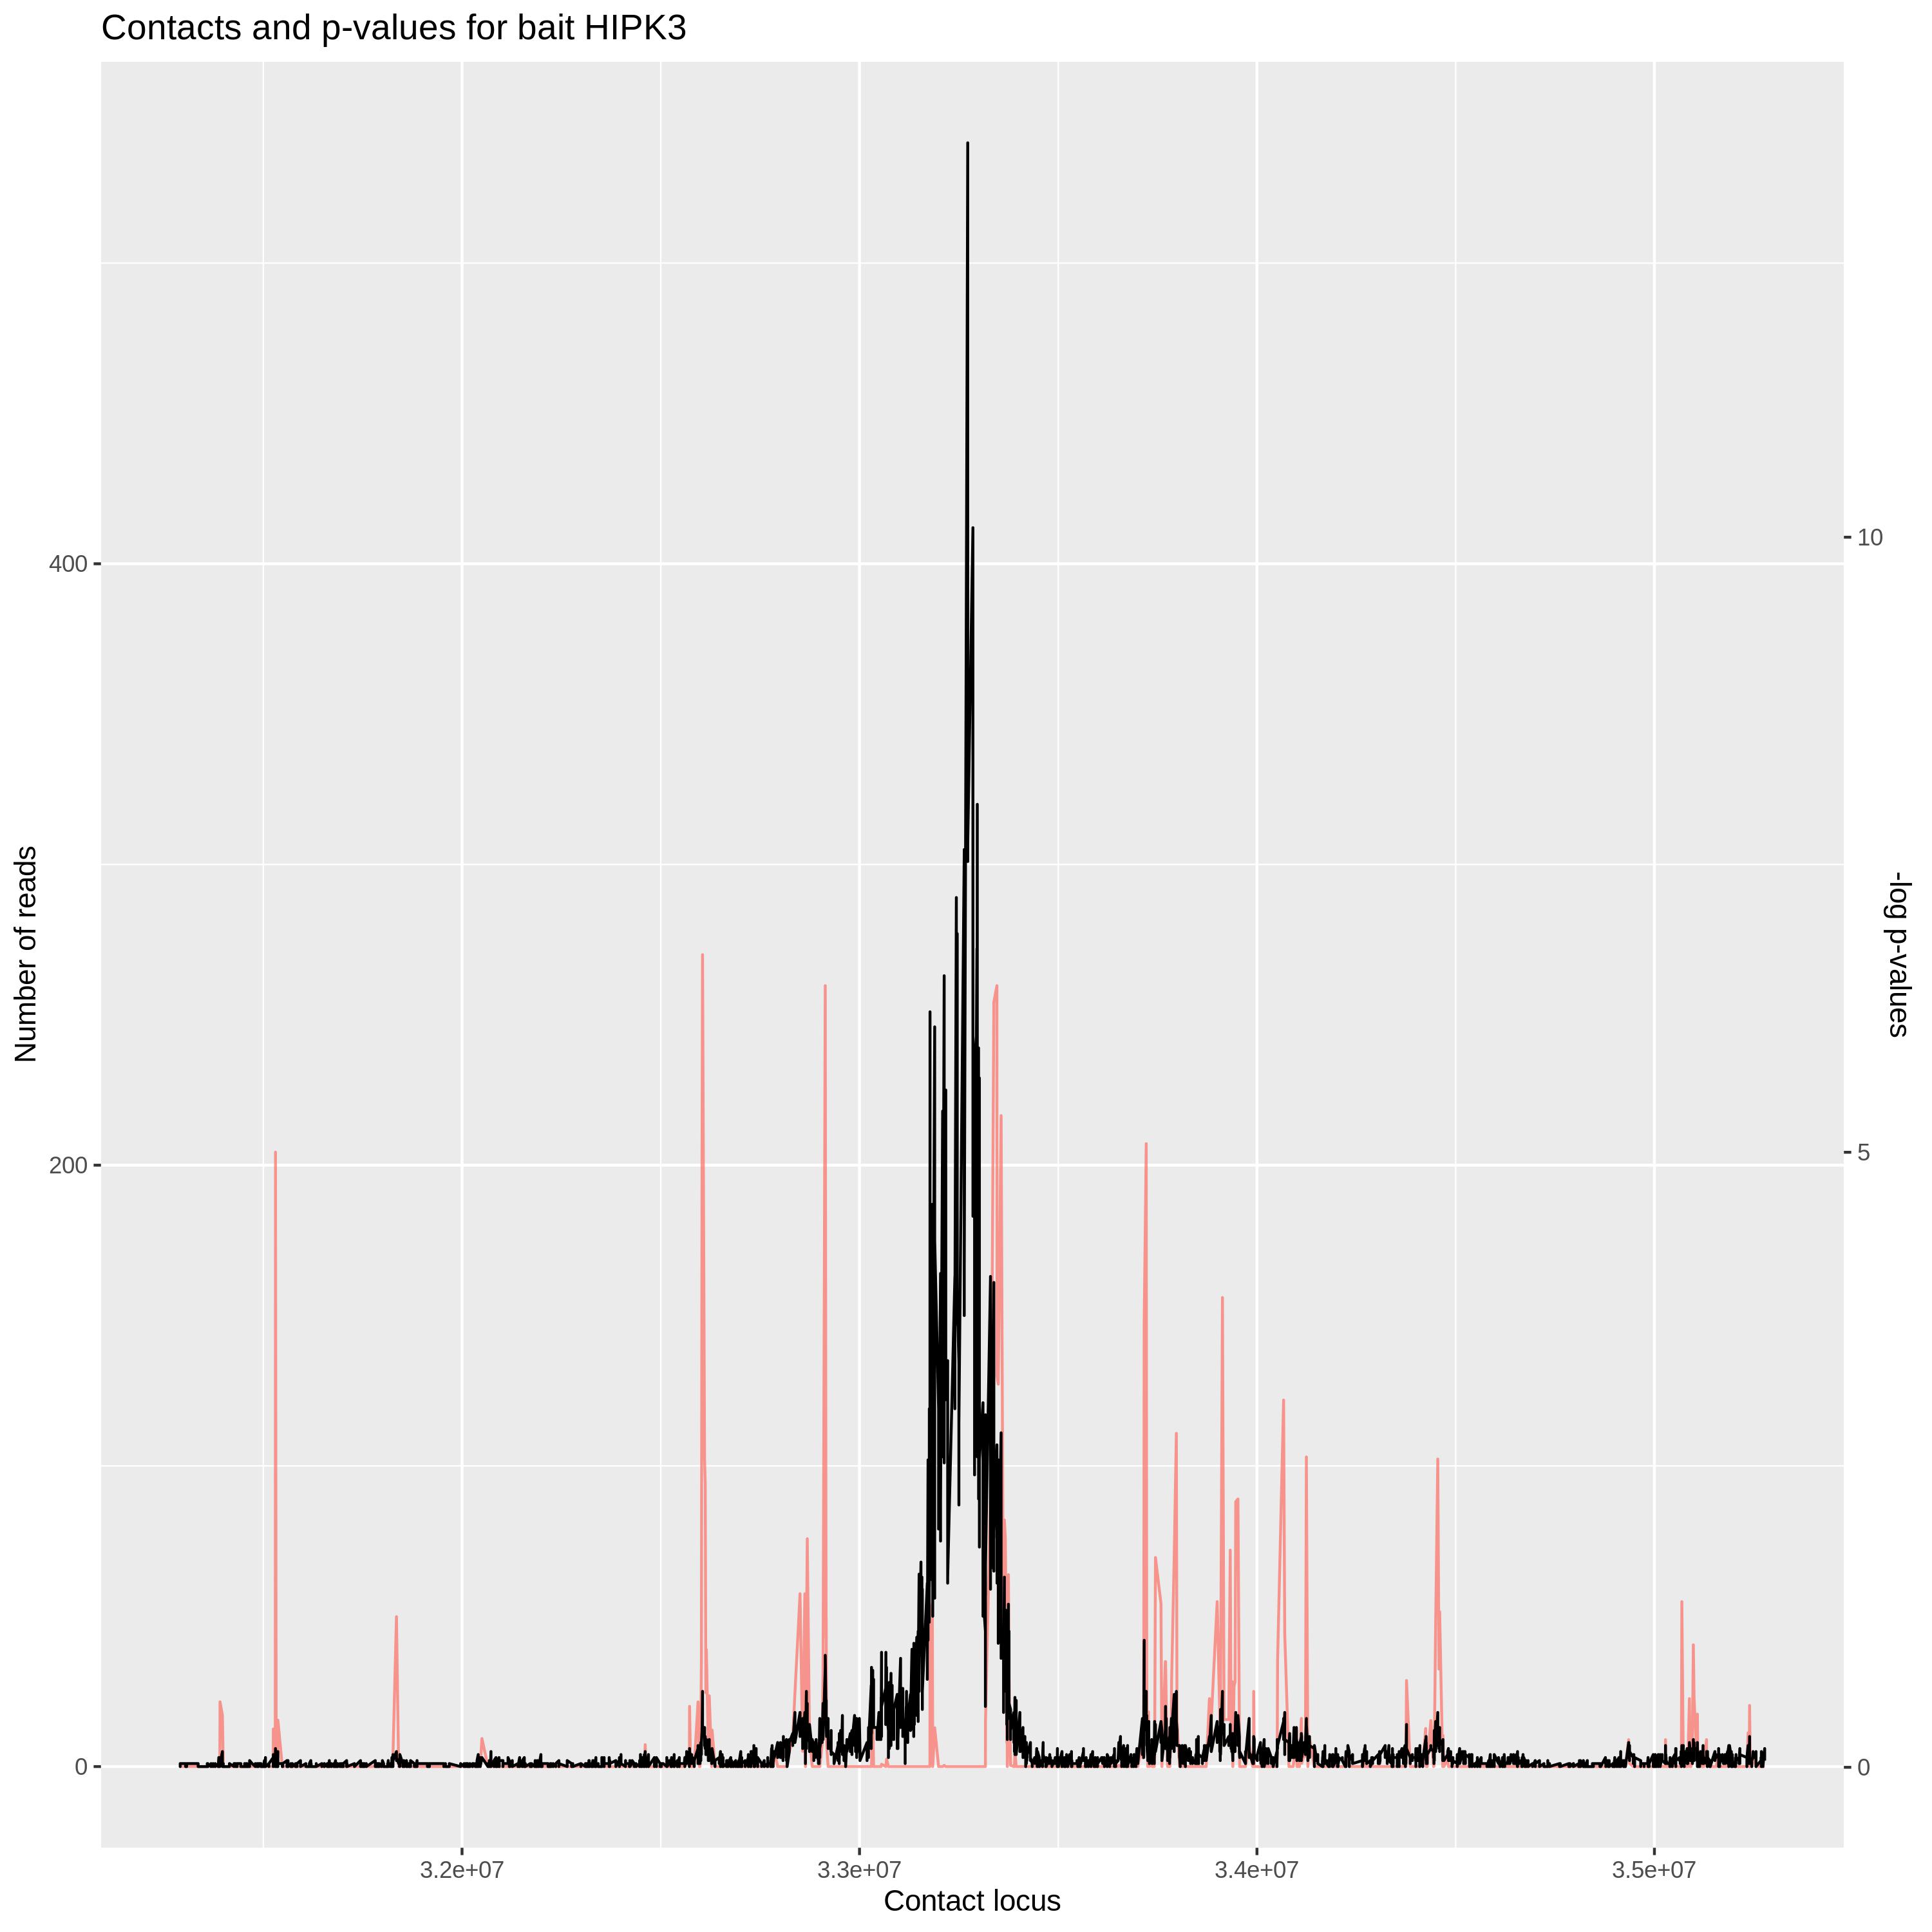 Contacts and p-values for bait HIPK3
Number of reads
400
200
0
10
5
0
-log p-values
3.2e+07
3.3e+07
3.4e+07
3.5e+07
Contact locus